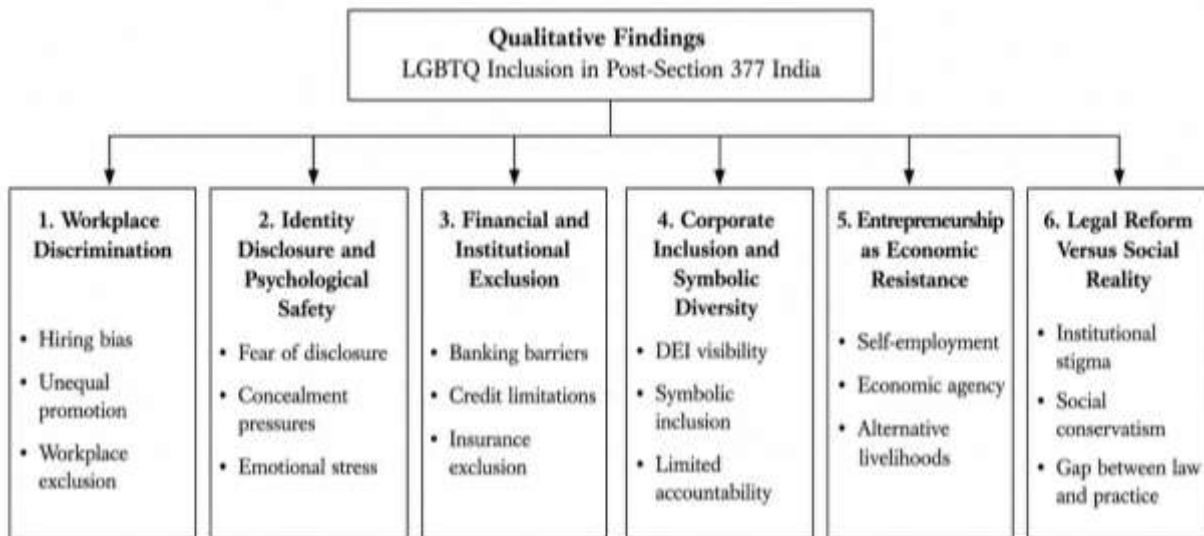 Qualitative Findings
LGBTQ Inclusion in Post-Section 377 India
1. Workplace
Discrimination
• Hiring bias
• Unequal
promotion
• Workplace
exclusion
2. Identity
Disclosure and
Psychological
Safety
• Fear of disclosure
• Concealment
pressures
• Emotional stress
3. Financial and
Institutional
Exclusion
• Banking barriers
• Credit limitations
• Insurance
exclusion
4. Corporate
Inclusion and
Symbolic
Diversity
• DEI visibility
• Symbolic
inclusion
• Limited
accountability
5. Entrepreneurship
as Economic
Resistance
• Self-employment
• Economic agency
• Alternative
livelihoods
6. Legal Reform
Versus Social
Reality
• Institutional
stigma
• Social
conservatism
• Gap between law
and practice